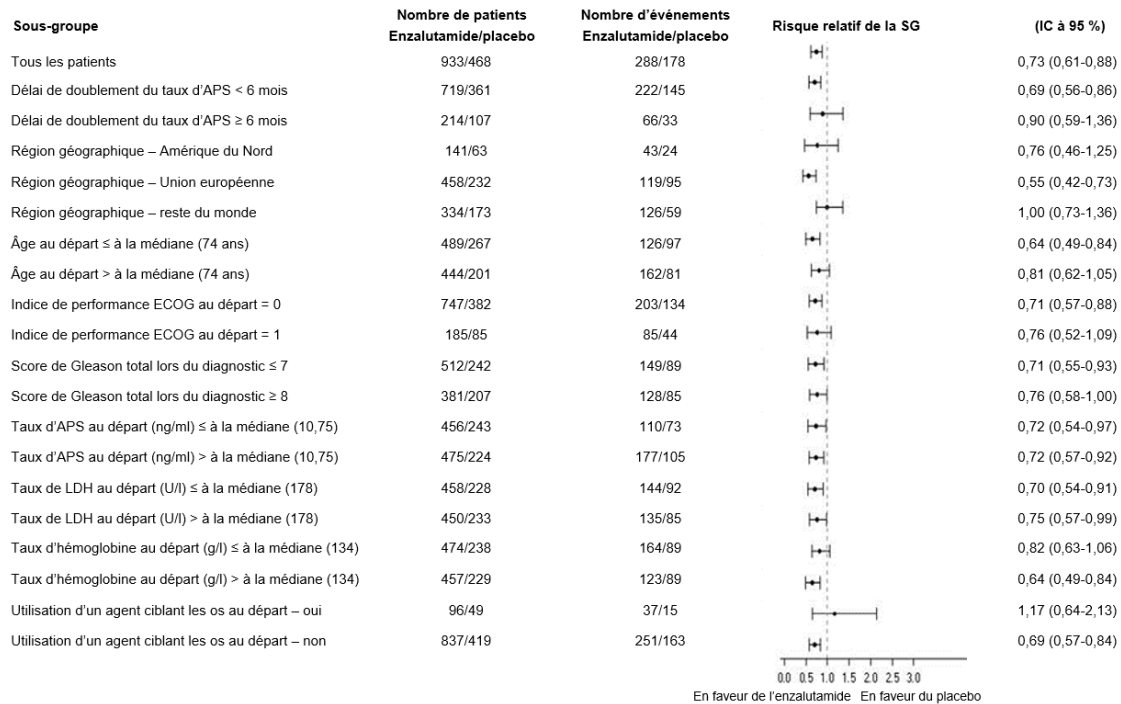 Sous-groupe Nombre de patients Enzalutamide/placebo Nombre d'événements Enzalutamide/placebo Risque relatif de la SG (IC à 95 %)
Tous les patients 933/468 288/178 0,73 (0,61-0,88)
Délai de doublement du taux d'APS < 6 mois 719/361 222/145 0,69 (0,56-0,86)
Délai de doublement du taux d'APS ≥ 6 mois 214/107 66/33 0,90 (0,59-1,36)
Région géographique – Amérique du Nord 141/63 43/24 0,76 (0,46-1,25)
Région géographique – Union européenne 458/232 119/95 0,55 (0,42-0,73)
Région géographique – reste du monde 334/173 126/59 1,00 (0,73-1,36)
Âge au départ ≤ à la médiane (74 ans) 489/267 126/97 0,64 (0,49-0,84)
Âge au départ > à la médiane (74 ans) 444/201 162/81 0,81 (0,62-1,05)
Indice de performance ECOG au départ = 0 747/382 203/134 0,71 (0,57-0,88)
Indice de performance ECOG au départ = 1 185/85 85/44 0,76 (0,52-1,09)
Score de Gleason total lors du diagnostic ≤ 7 512/242 149/89 0,71 (0,55-0,93)
Score de Gleason total lors du diagnostic ≥ 8 381/207 128/85 0,76 (0,58-1,00)
Taux d'APS au départ (ng/ml) ≤ à la médiane (10,75) 456/243 110/73 0,72 (0,54-0,97)
Taux d'APS au départ (ng/ml) > à la médiane (10,75) 475/224 177/105 0,72 (0,57-0,92)
Taux de LDH au départ (U/l) ≤ à la médiane (178) 458/228 144/92 0,70 (0,54-0,91)
Taux de LDH au départ (U/l) > à la médiane (178) 450/233 135/85 0,75 (0,57-0,99)
Taux d'hémoglobine au départ (g/l) ≤ à la médiane (134) 474/238 164/89 0,82 (0,63-1,06)
Taux d'hémoglobine au départ (g/l) > à la médiane (134) 457/229 123/89 0,64 (0,49-0,84)
Utilisation d'un agent ciblant les os au départ – oui 96/49 37/15 1,17 (0,64-2,13)
Utilisation d'un agent ciblant les os au départ – non 837/419 251/163 0,69 (0,57-0,84)
0.0 0.5 1.0 1.5 2.0 2.5 3.0
En faveur de l'enzalutamide En faveur du placebo